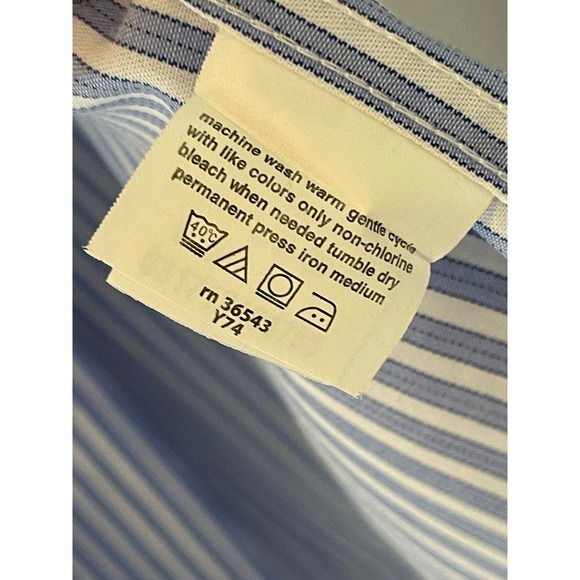 machine wash warm gentle cycle
with like colors only non-chlorine
bleach when needed tumble dry
permanent press iron medium
40°C
rn 36543
Y74